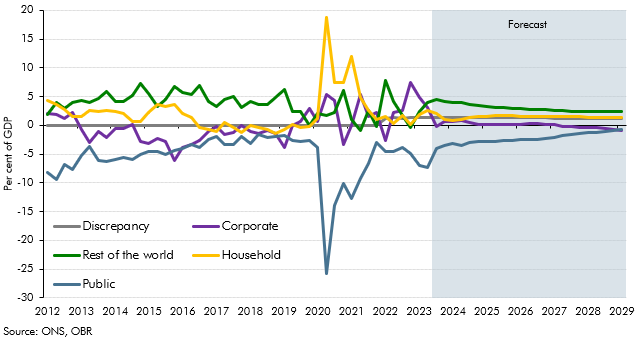 20
Forecast
15
10
5
0
-5
-10
-15
-20
-25
-30
Per cent of GDP
Discrepancy
Corporate
Rest of the world
Household
Public
2012 2013 2014 2015 2016 2017 2018 2019 2020 2021 2022 2023 2024 2025 2026 2027 2028 2029
Source: ONS, OBR